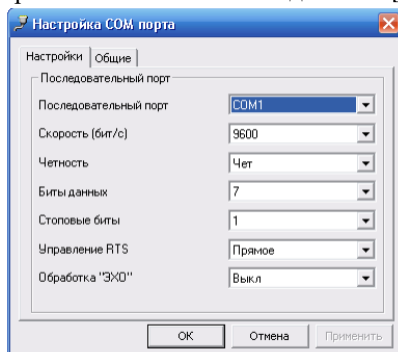 Настройка COM порта
Настройки Общие
Последовательный порт
Последовательный порт COM1
Скорость (бит/с) 9600
Четность Чет
Биты данных 7
Стоповые биты 1
Управление RTS Прямое
Обработка "ЭХО" Выкл
ОК Отмена Применить